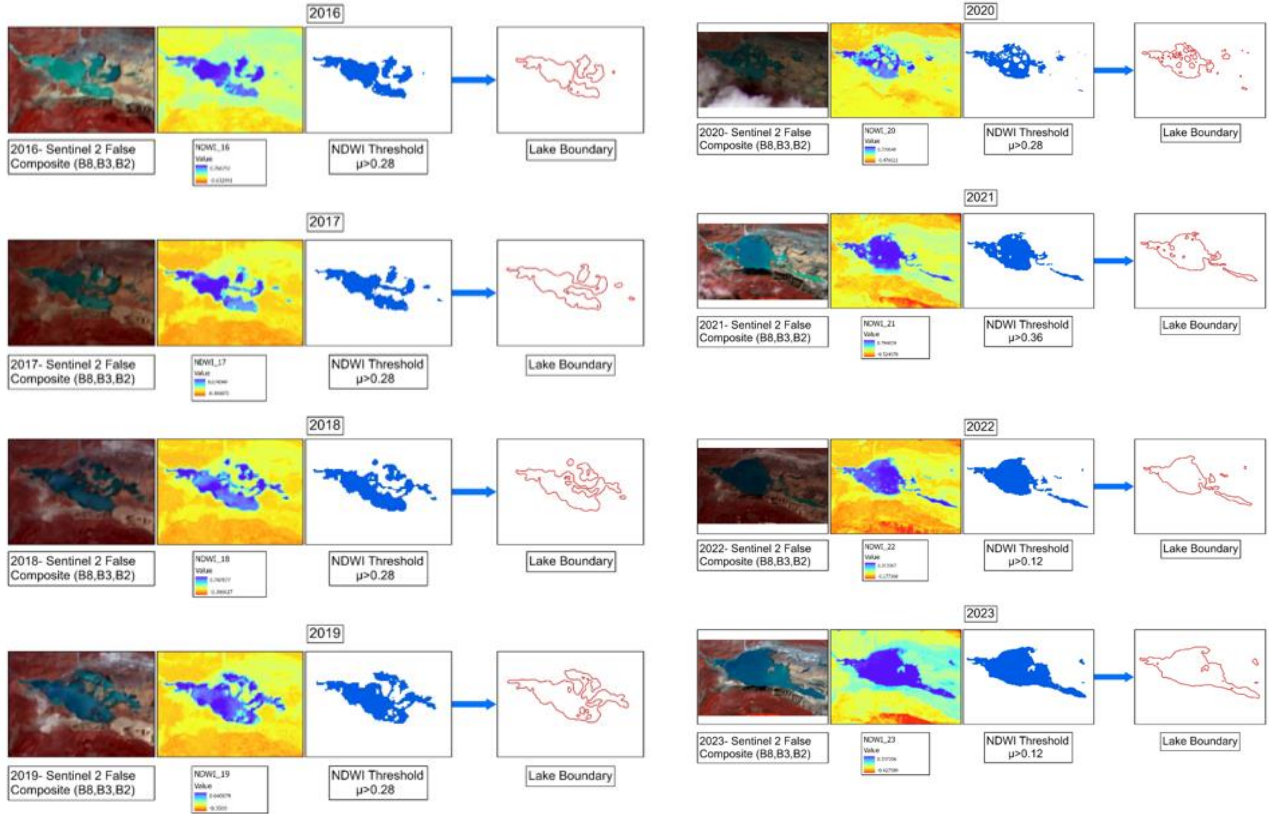 2016
2016- Sentinel 2 False
Composite (B8,B3,B2)
NDWI_16
Value
NDWI Threshold
μ>0.28
Lake Boundary
2017
2017- Sentinel 2 False
Composite (B8,B3,B2)
NDWI_17
Value
NDWI Threshold
μ>0.28
Lake Boundary
2018
2018- Sentinel 2 False
Composite (B8,B3,B2)
NDWI_18
Value
NDWI Threshold
μ>0.28
Lake Boundary
2019
2019- Sentinel 2 False
Composite (B8,B3,B2)
NDWI_19
Value
NDWI Threshold
μ>0.28
Lake Boundary
2020
2020- Sentinel 2 False
Composite (B8,B3,B2)
NDWI_20
Value
NDWI Threshold
μ>0.28
Lake Boundary
2021
2021- Sentinel 2 False
Composite (B8,B3,B2)
NDWI_21
Value
NDWI Threshold
μ>0.36
Lake Boundary
2022
2022- Sentinel 2 False
Composite (B8,B3,B2)
NDWI_22
Value
NDWI Threshold
μ>0.12
Lake Boundary
2023
2023- Sentinel 2 False
Composite (B8,B3,B2)
NDWI_23
Value
NDWI Threshold
μ>0.12
Lake Boundary